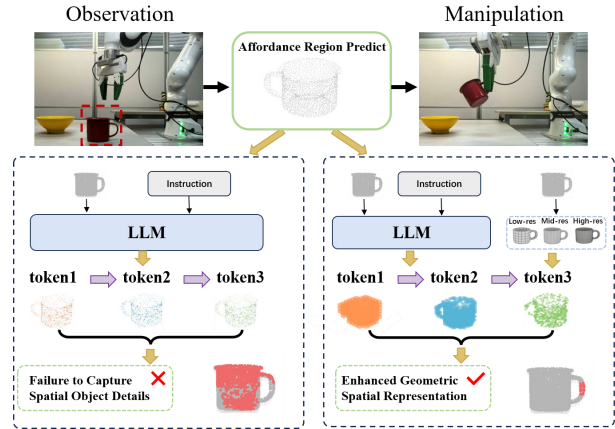 Observation
Manipulation
Affordance Region Predict
Instruction
LLM
token1
token2
token3
Failure to Capture
Spatial Object Details
Instruction
Low-res
Mid-res
High-res
LLM
token1
token2
token3
Enhanced Geometric
Spatial Representation